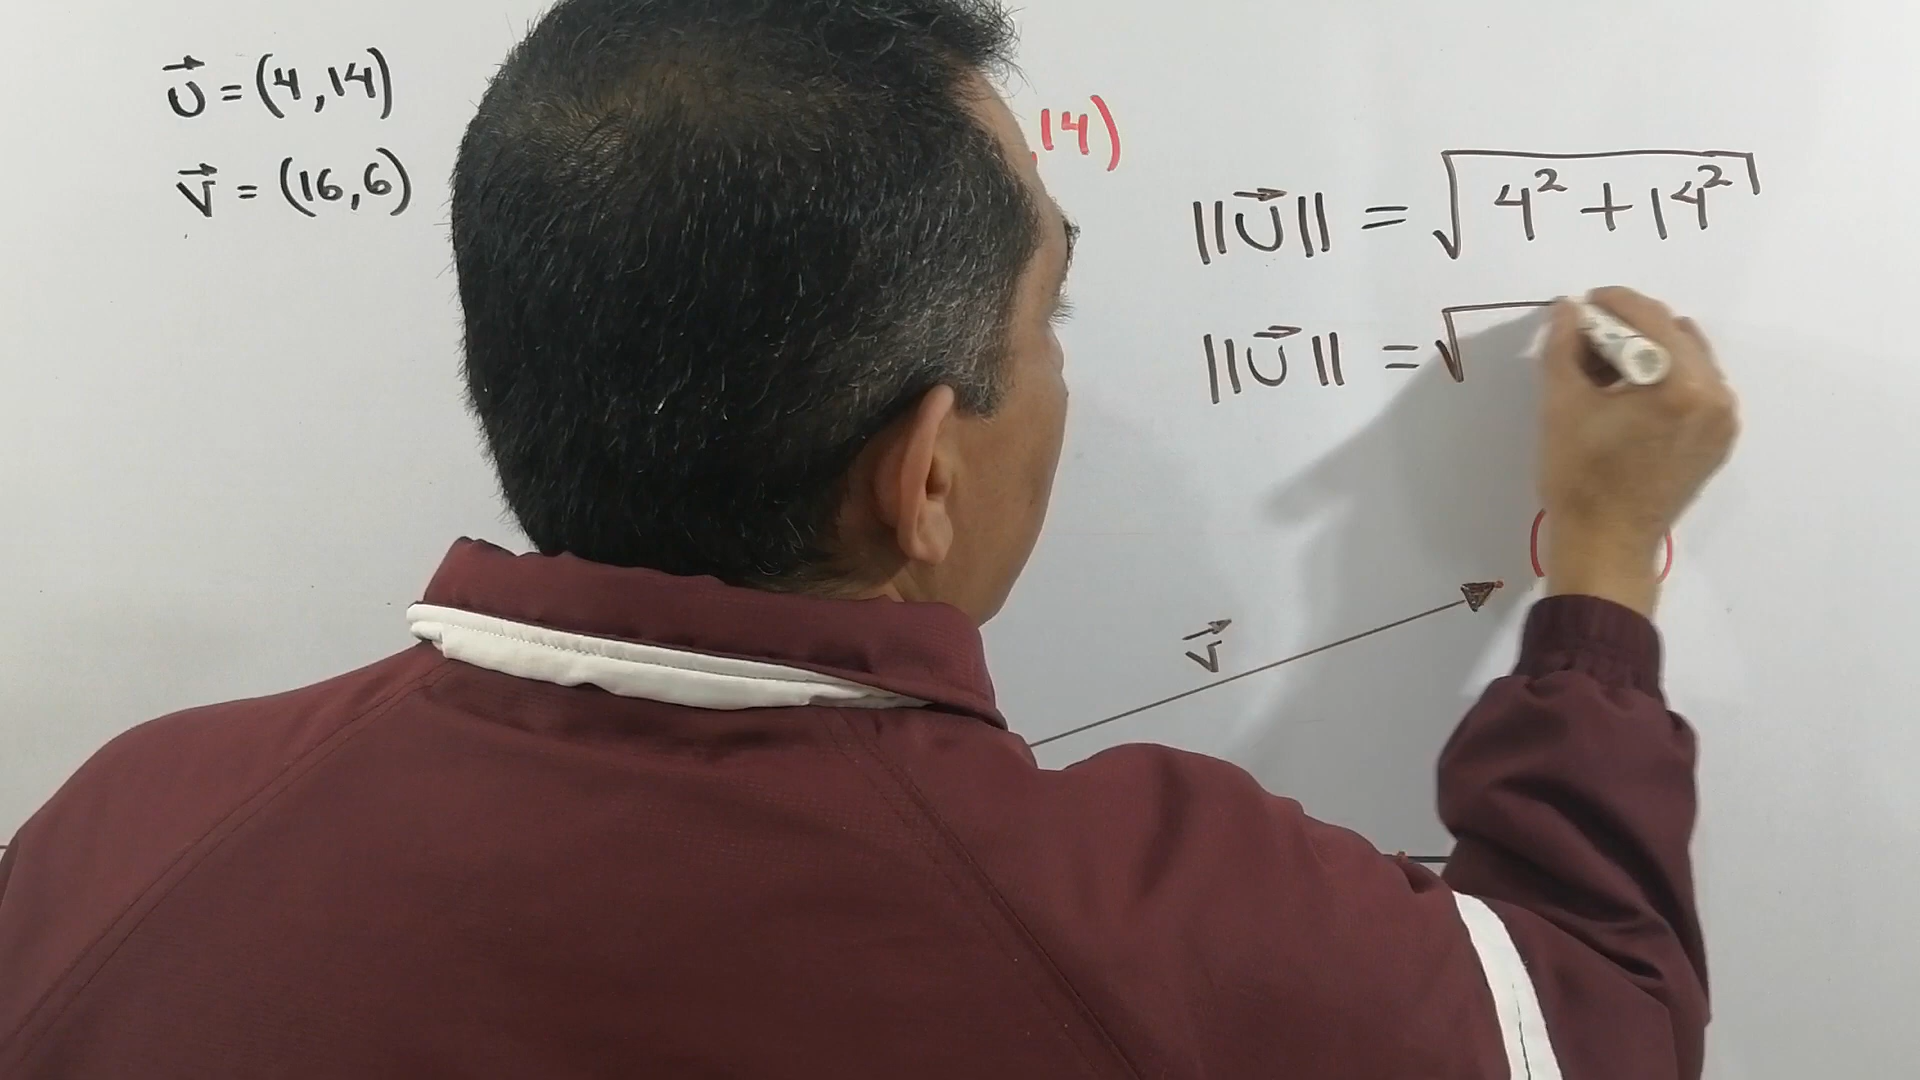 u⃗ = (4,14)
v⃗ = (16,6)
,14)
||u⃗|| = √4² + 14²
||u⃗|| = √
( )
v⃗